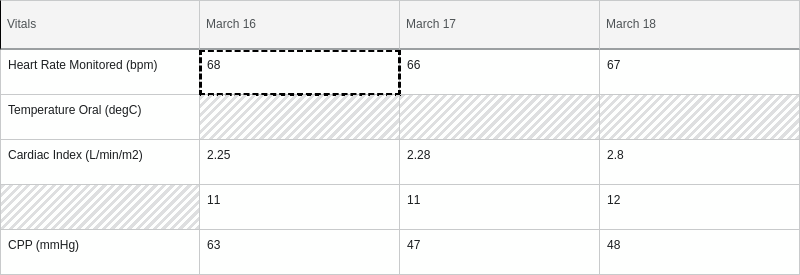 Vitals March 16 March 17 March 18
Heart Rate Monitored (bpm) 68 66 67
Temperature Oral (degC)
Cardiac Index (L/min/m2) 2.25 2.28 2.8
11 11 12
CPP (mmHg) 63 47 48